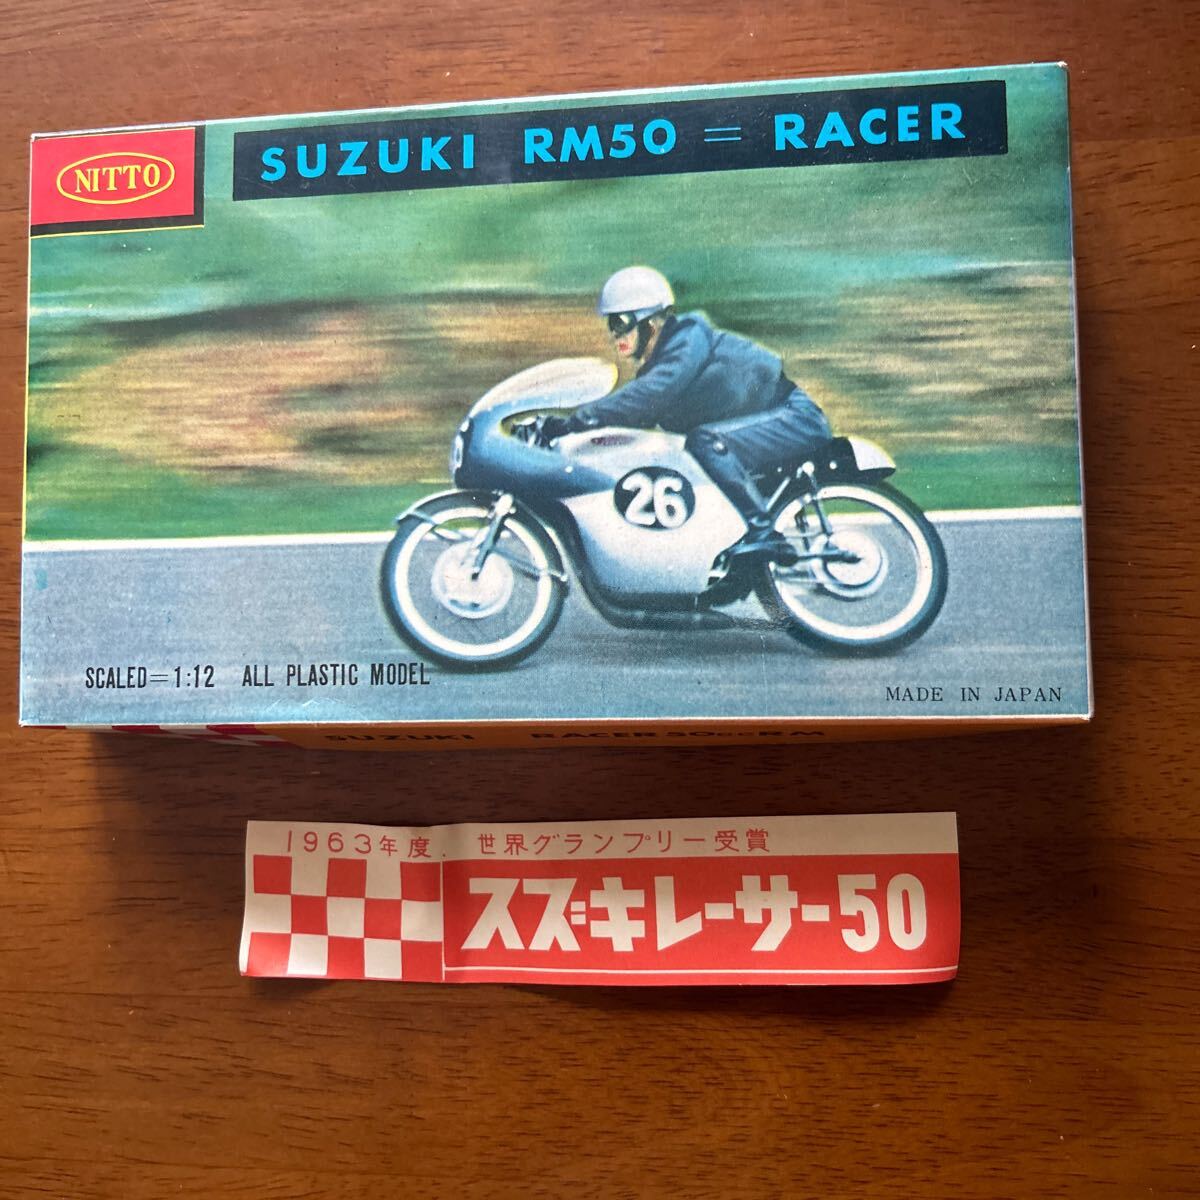 NITTO
SUZUKI RM50 = RACER
26
SCALED=1:12 ALL PLASTIC MODEL
MADE IN JAPAN
SUZUKI RACER 50ccRM
1963年度. 世界グランプリー受賞
スズキレーサー50